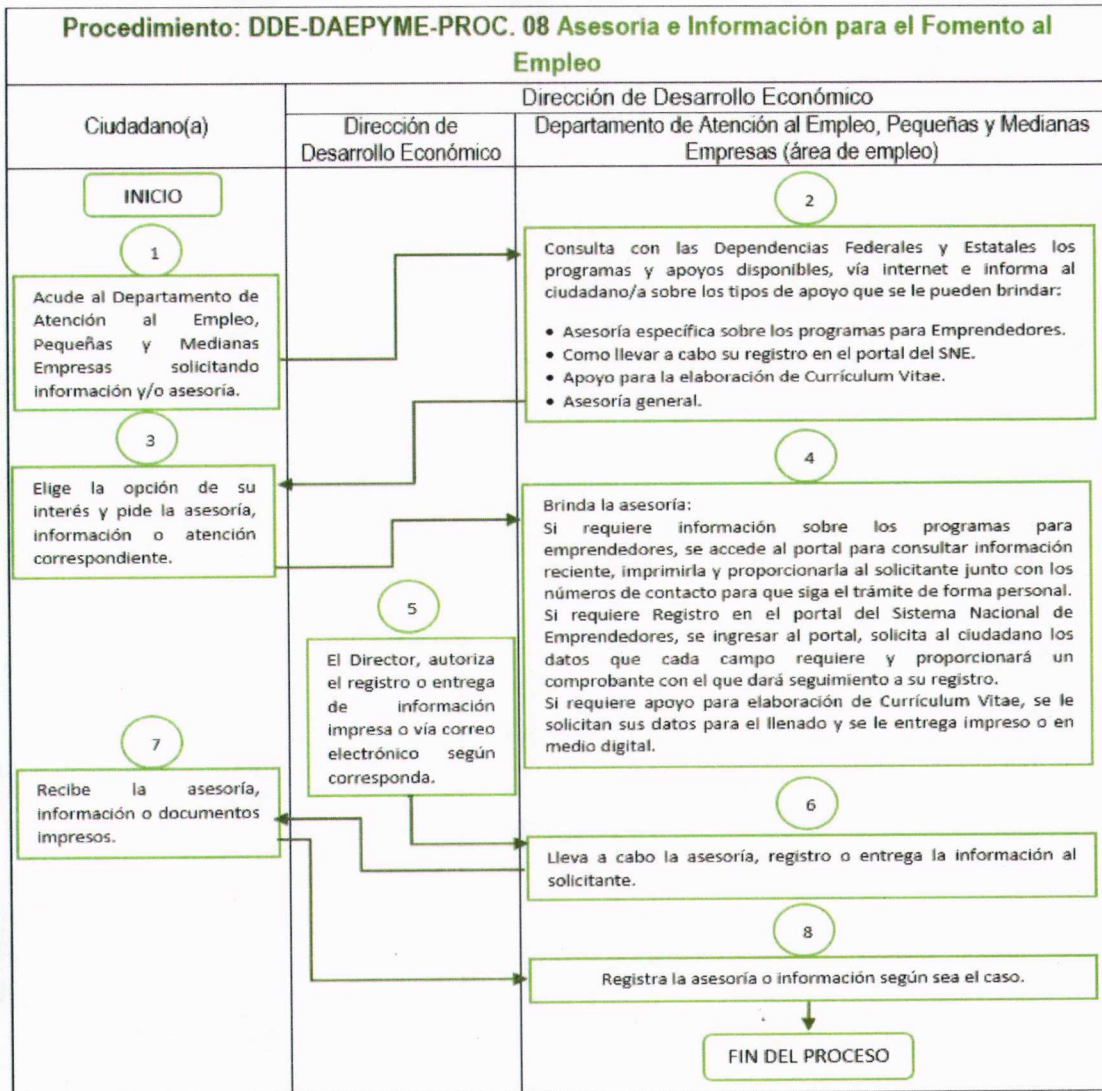 Procedimiento: DDE-DAEPYME-PROC. 08 Asesoria e Información para el Fomento al
Empleo
Ciudadano(a)
Dirección de Desarrollo Económico
Dirección de
Desarrollo Económico
Departamento de Atención al Empleo, Pequeñas y Medianas
Empresas (área de empleo)
INICIO
1
Acude al Departamento de
Atención al Empleo,
Pequeñas y Medianas
Empresas solicitando
información y/o asesoría.
2
Consulta con las Dependencias Federales y Estatales los
programas y apoyos disponibles, vía internet e informa al
ciudadano/a sobre los tipos de apoyo que se le pueden brindar:
• Asesoría específica sobre los programas para Emprendedores.
• Como llevar a cabo su registro en el portal del SNE.
• Apoyo para la elaboración de Currículum Vitae.
• Asesoría general.
3
Elige la opción de su
interés y pide la asesoría,
información o atención
correspondiente.
4
Brinda la asesoría:
Si requiere información sobre los programas para
emprendedores, se accede al portal para consultar información
reciente, imprimirla y proporcionarla al solicitante junto con los
números de contacto para que siga el trámite de forma personal.
Si requiere Registro en el portal del Sistema Nacional de
Emprendedores, se ingresar al portal, solicita al ciudadano los
datos que cada campo requiere y proporcionará un
comprobante con el que dará seguimiento a su registro.
Si requiere apoyo para elaboración de Currículum Vitae, se le
solicitan sus datos para el llenado y se le entrega impreso o en
medio digital.
5
El Director, autoriza
el registro o entrega
de información
impresa o vía correo
electrónico según
corresponda.
6
Lleva a cabo la asesoría, registro o entrega la información al
solicitante.
7
Recibe la asesoría,
información o documentos
impresos.
8
Registra la asesoría o información según sea el caso.
FIN DEL PROCESO